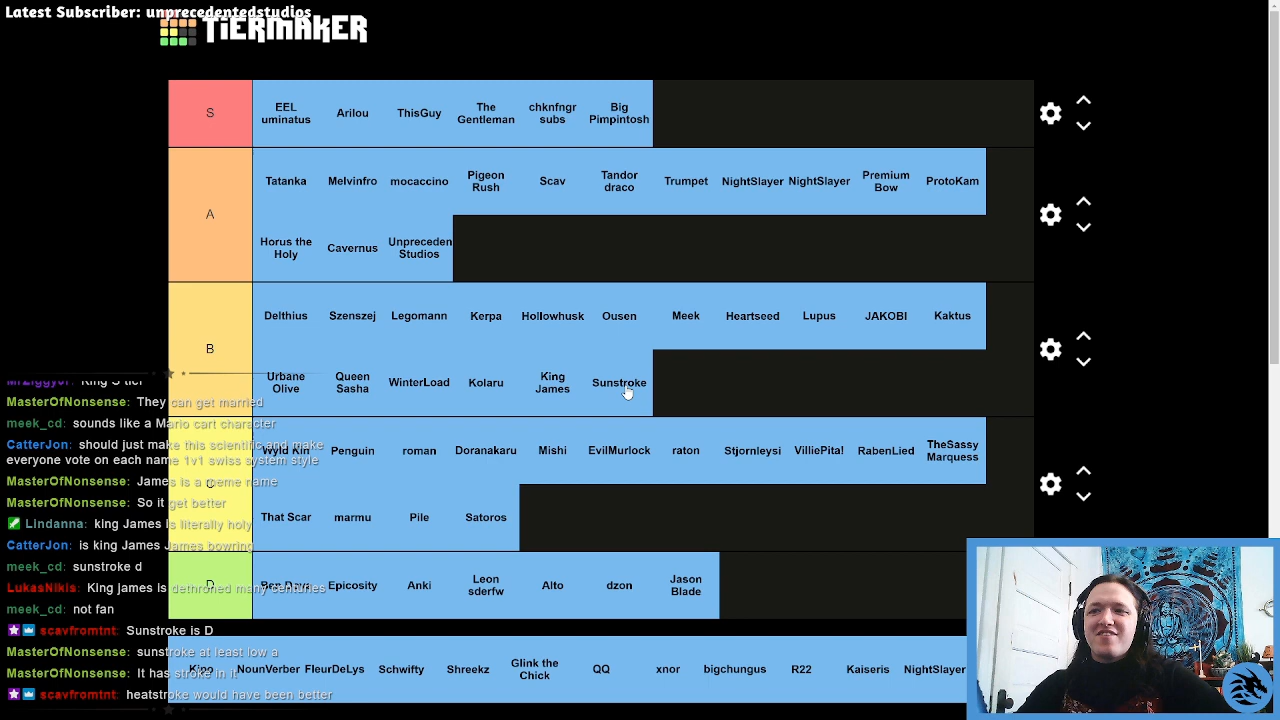 Latest Subscriber: unprecedentedstudios
TIERMAKER
S
EEL uminatus
Arilou
ThisGuy
The Gentleman
chknfngr subs
Big Pimpintosh
A
Tatanka
Melvinfro
mocaccino
Pigeon Rush
Scav
Tandor draco
Trumpet
NightSlayer
NightSlayer
Premium Bow
ProtoKam
Horus the Holy
Cavernus
Unpreceden Studios
B
Delthius
Szenszej
Legomann
Kerpa
Hollowhusk
Ousen
Meek
Heartseed
Lupus
JAKOBI
Kaktus
Urbane Olive
Queen Sasha
WinterLoad
Kolaru
King James
Sunstroke
C
Wyld Kin
Penguin
roman
Doranakaru
Mishi
EvilMurlock
raton
Stjornleysi
VilliePita!
RabenLied
TheSassy Marquess
That Scar
marmu
Pile
Satoros
D
Epicosity
Anki
Leon sderfw
Alto
dzon
Jason Blade
NounVerber
FleurDeLys
Schwifty
Shreekz
Glink the Chick
QQ
xnor
bigchungus
R22
Kaiseris
NightSlayer
MrZiggyJr: King S tier
MasterOfNonsense: They can get married
meek_cd: sounds like a Mario cart character
CatterJon: should just make this scientific and make
everyone vote on each name 1v1 swiss system style
MasterOfNonsense: James is a meme name
MasterOfNonsense: So it get better
Lindanna: king James is literally holy
CatterJon: is king James James bowring
meek_cd: sunstroke d
LukasNikis: King james is dethroned many centuries
meek_cd: not fan
scavfromtnt: Sunstroke is D
MasterOfNonsense: sunstroke at least low a
MasterOfNonsense: It has stroke in it
scavfromtnt: heatstroke would have been better